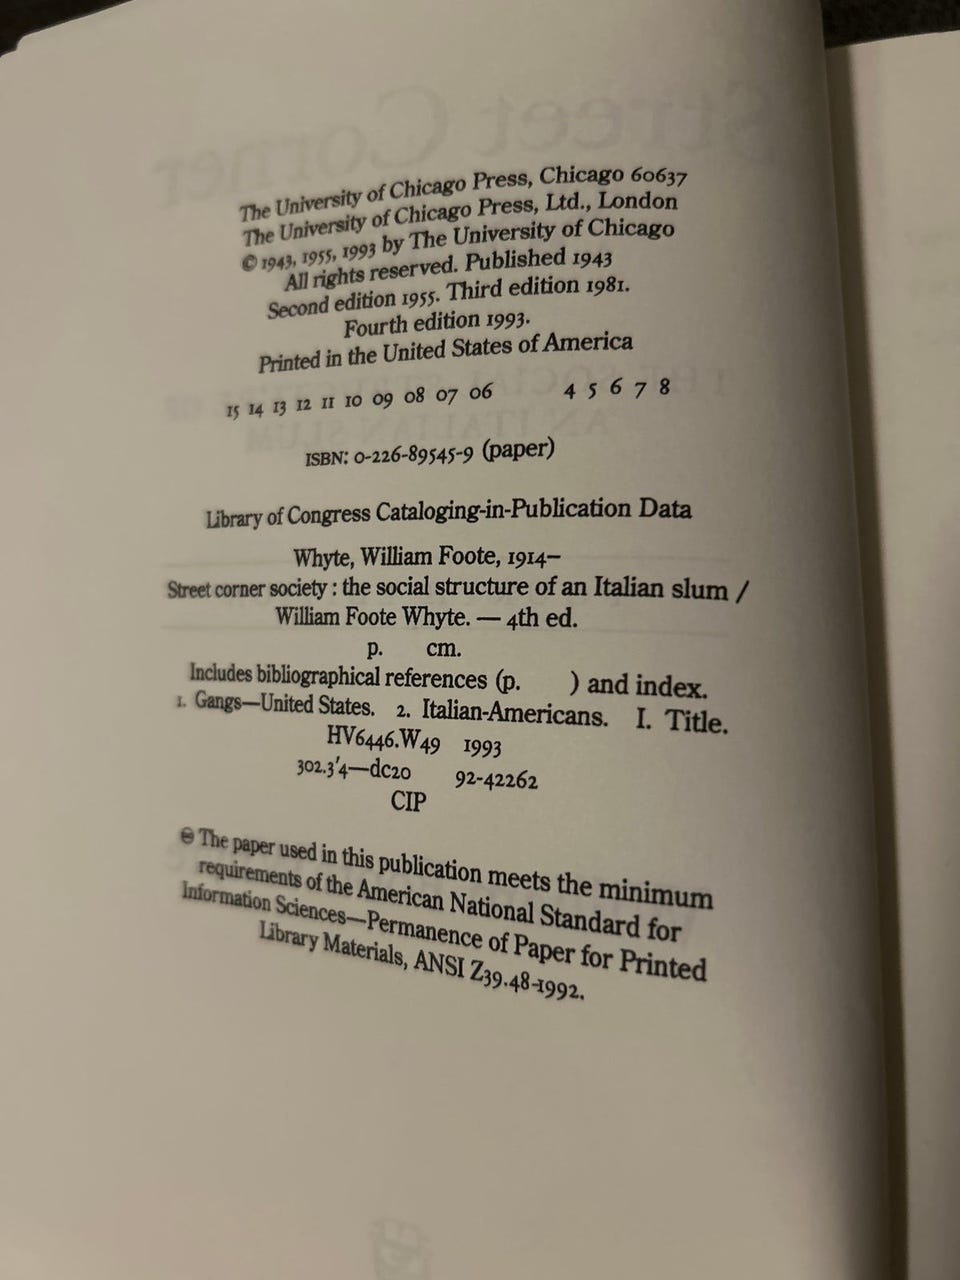 The University of Chicago Press, Chicago 60637
The University of Chicago Press, Ltd., London
© 1943, 1955, 1993 by The University of Chicago
All rights reserved. Published 1943
Second edition 1955. Third edition 1981.
Fourth edition 1993.
Printed in the United States of America
15 14 13 12 11 10 09 08 07 06 4 5 6 7 8
ISBN: 0-226-89545-9 (paper)
Library of Congress Cataloging-in-Publication Data
Whyte, William Foote, 1914–
Street corner society : the social structure of an Italian slum /
William Foote Whyte. — 4th ed.
p. cm.
Includes bibliographical references (p. ) and index.
1. Gangs—United States. 2. Italian-Americans. I. Title.
HV6446.W49 1993
302.3'4—dc20 92-42262
CIP
♾ The paper used in this publication meets the minimum
requirements of the American National Standard for
Information Sciences—Permanence of Paper for Printed
Library Materials, ANSI Z39.48-1992.